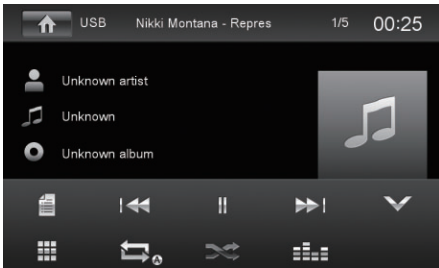 USB Nikki Montana - Repres 1/5 00:25
Unknown artist
Unknown
Unknown album